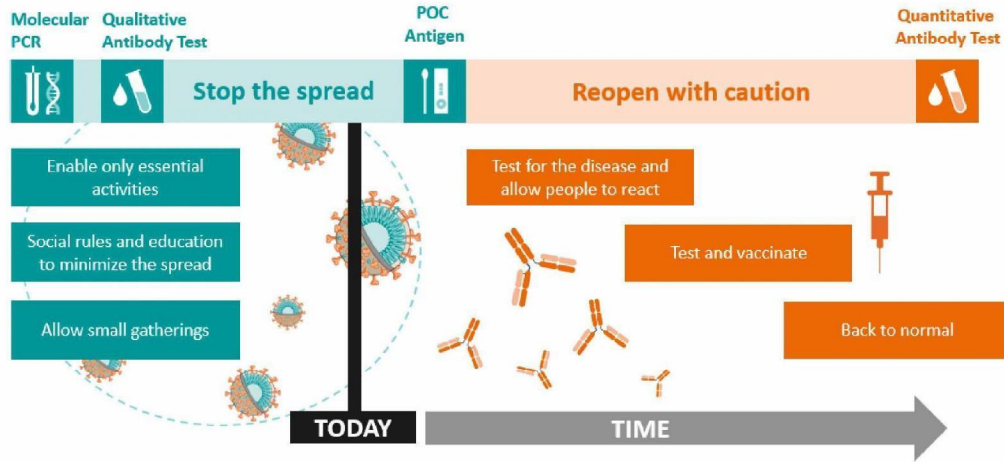 Molecular
PCR
Qualitative
Antibody Test
POC
Antigen
Quantitative
Antibody Test
Stop the spread
Reopen with caution
Enable only essential
activities
Social rules and education
to minimize the spread
Allow small gatherings
Test for the disease and
allow people to react
Test and vaccinate
Back to normal
TODAY
TIME